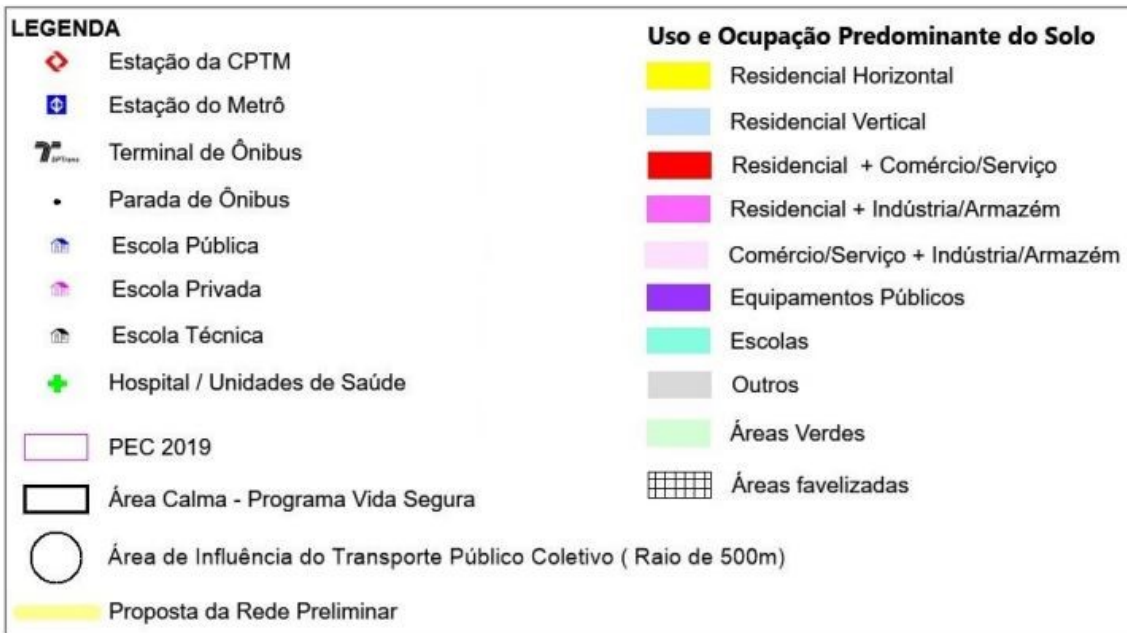 LEGENDA
Estação da CPTM
Estação do Metrô
SPTrans
Terminal de Ônibus
Parada de Ônibus
Escola Pública
Escola Privada
Escola Técnica
Hospital / Unidades de Saúde
PEC 2019
Área Calma - Programa Vida Segura
Área de Influência do Transporte Público Coletivo ( Raio de 500m)
Proposta da Rede Preliminar
Uso e Ocupação Predominante do Solo
Residencial Horizontal
Residencial Vertical
Residencial + Comércio/Serviço
Residencial + Indústria/Armazém
Comércio/Serviço + Indústria/Armazém
Equipamentos Públicos
Escolas
Outros
Áreas Verdes
Áreas favelizadas